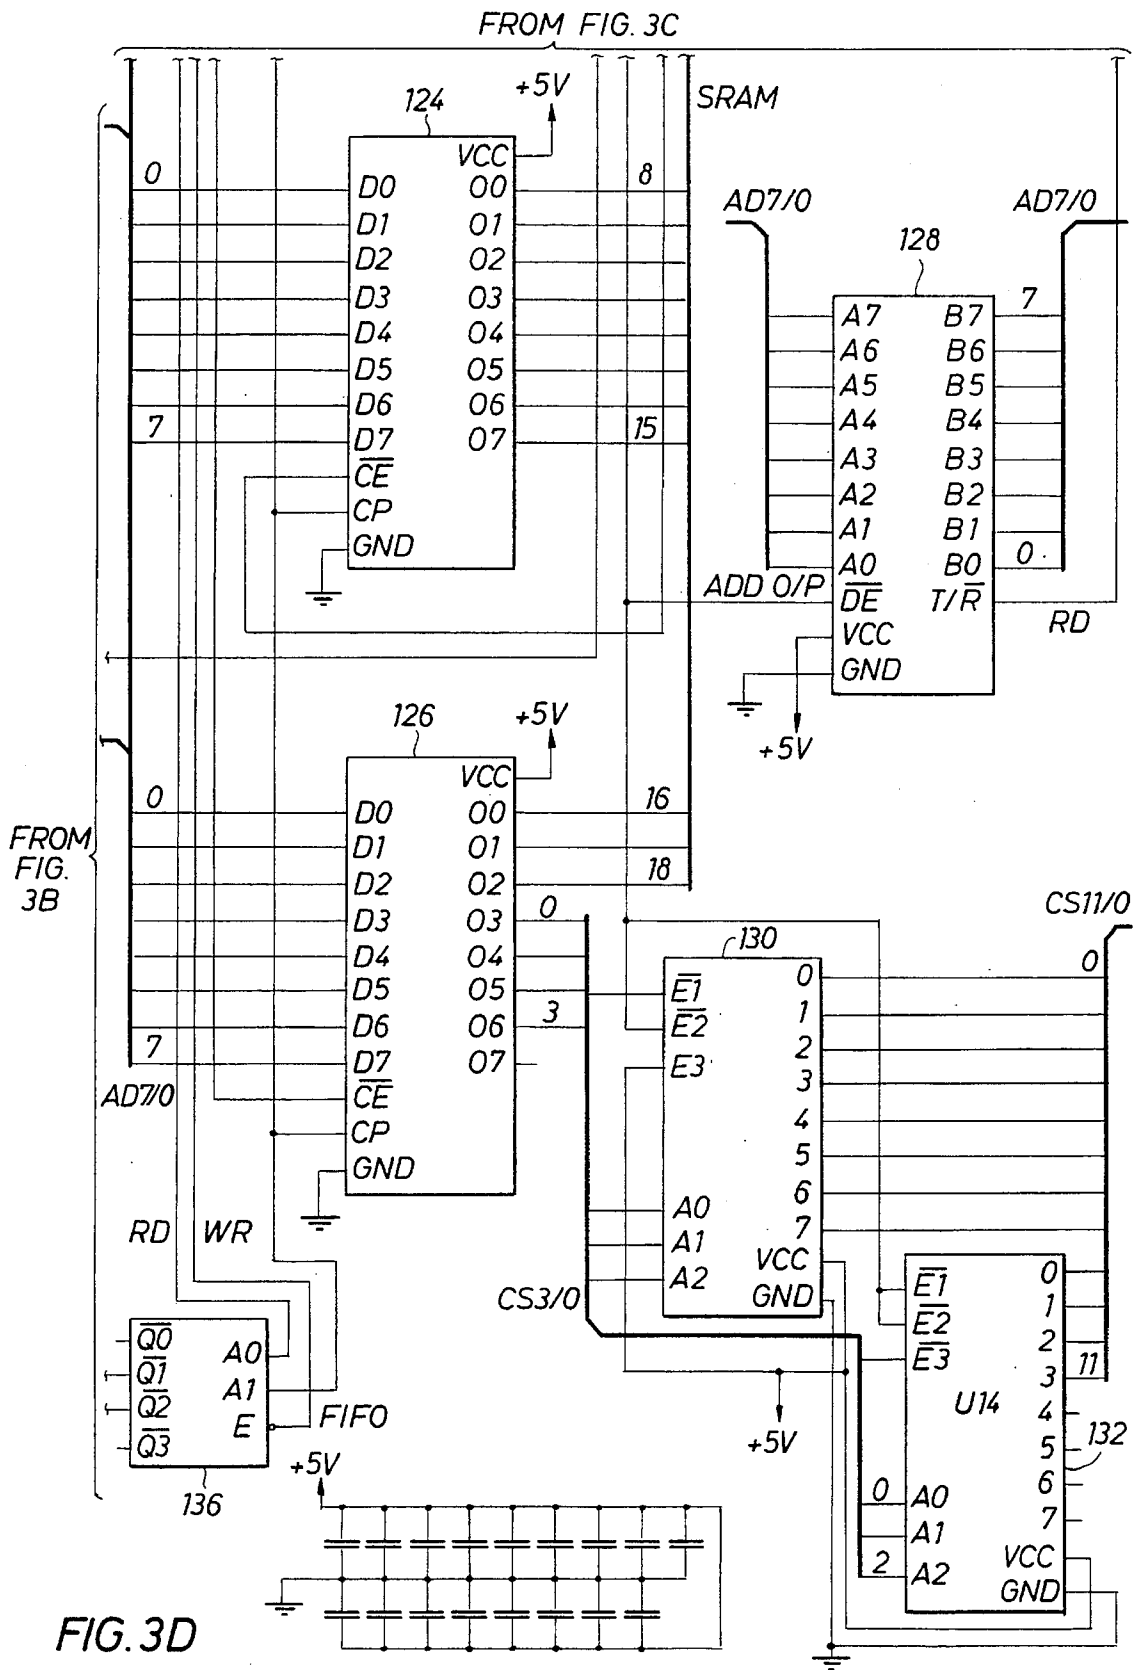 FROM FIG. 3C
SRAM
124
+5V
VCC
0
D0
O0
8
D1
O1
D2
O2
D3
O3
D4
O4
D5
O5
D6
O6
7
D7
O7
15
CE
CP
GND
AD7/0
AD7/0
128
A7
B7
7
A6
B6
A5
B5
A4
B4
A3
B3
A2
B2
A1
B1
A0
B0
0
ADD O/P
DE
T/R
RD
VCC
GND
+5V
FROM
FIG.
3B
126
+5V
VCC
0
D0
O0
16
D1
O1
D2
O2
18
D3
O3
0
D4
O4
D5
O5
D6
O6
3
7
D7
O7
AD7/0
CE
CP
GND
CS11/0
130
0
0
E1
1
E2
2
E3
3
4
5
6
A0
7
A1
VCC
A2
GND
CS3/0
RD
WR
Q0
A0
Q1
A1
Q2
E
Q3
FIFO
136
+5V
E1
0
E2
1
E3
2
3
11
U14
4
5
132
6
0
A0
7
A1
2
A2
VCC
GND
+5V
FIG. 3D